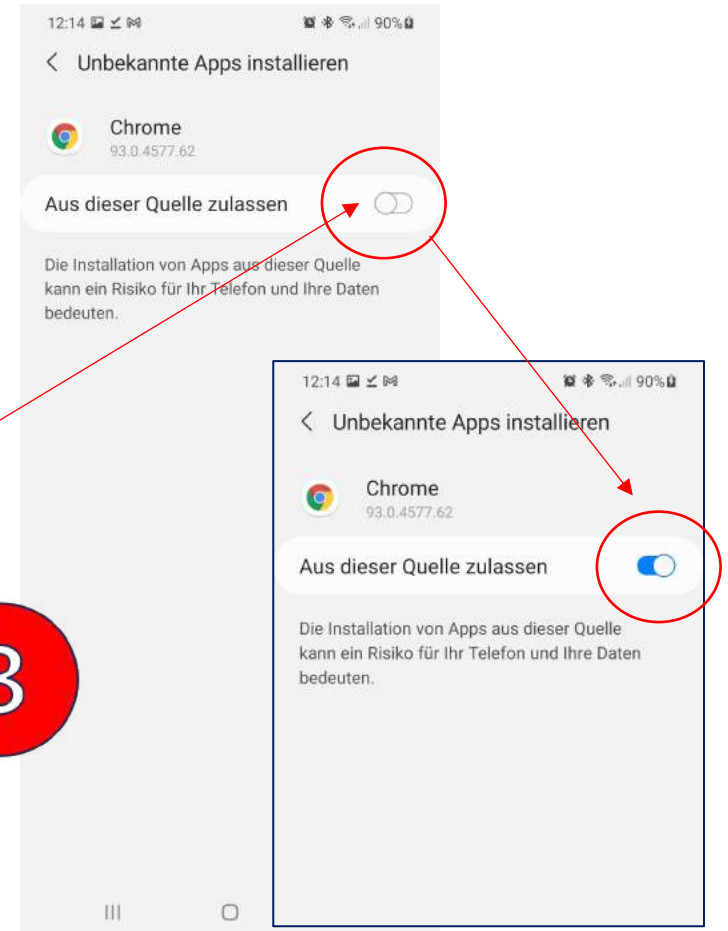 12:14 90%
Unbekannte Apps installieren
Chrome
93.0.4577.62
Aus dieser Quelle zulassen
Die Installation von Apps aus dieser Quelle
kann ein Risiko für Ihr Telefon und Ihre Daten
bedeuten.
12:14 90%
Unbekannte Apps installieren
Chrome
93.0.4577.62
Aus dieser Quelle zulassen
Die Installation von Apps aus dieser Quelle
kann ein Risiko für Ihr Telefon und Ihre Daten
bedeuten.
3